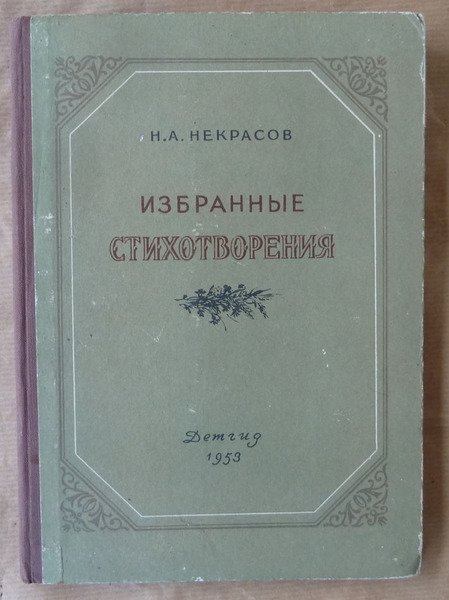 Н.А. НЕКРАСОВ
ИЗБРАННЫЕ
СТИХОТВОРЕНИЯ
Детгиз
1953